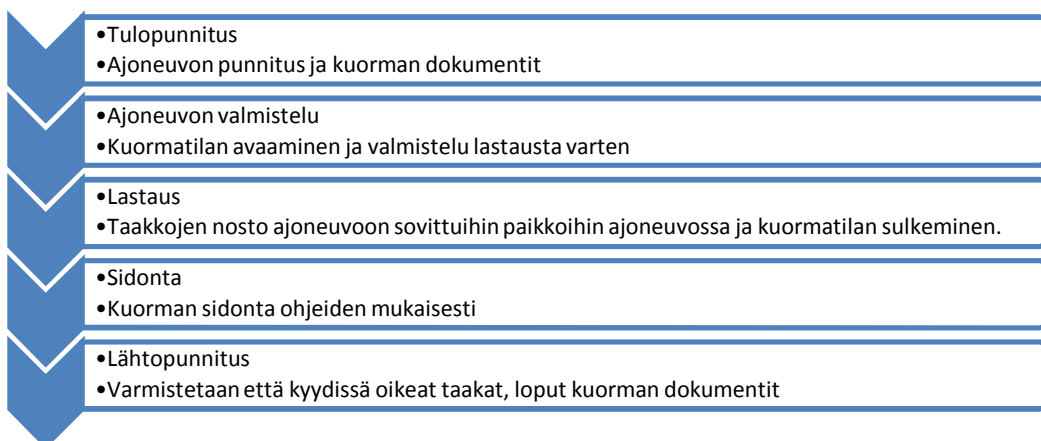 •Tulopunnitus
•Ajoneuvon punnitus ja kuorman dokumentit
•Ajoneuvon valmistelu
•Kuormatilan avaaminen ja valmistelu lastausta varten
•Lastaus
•Taakkojen nosto ajoneuvoon sovittuihin paikkoihin ajoneuvossa ja kuormatilan sulkeminen.
•Sidonta
•Kuorman sidonta ohjeiden mukaisesti
•Lähtopunnitus
•Varmistetaan että kyydissä oikeat taakat, loput kuorman dokumentit